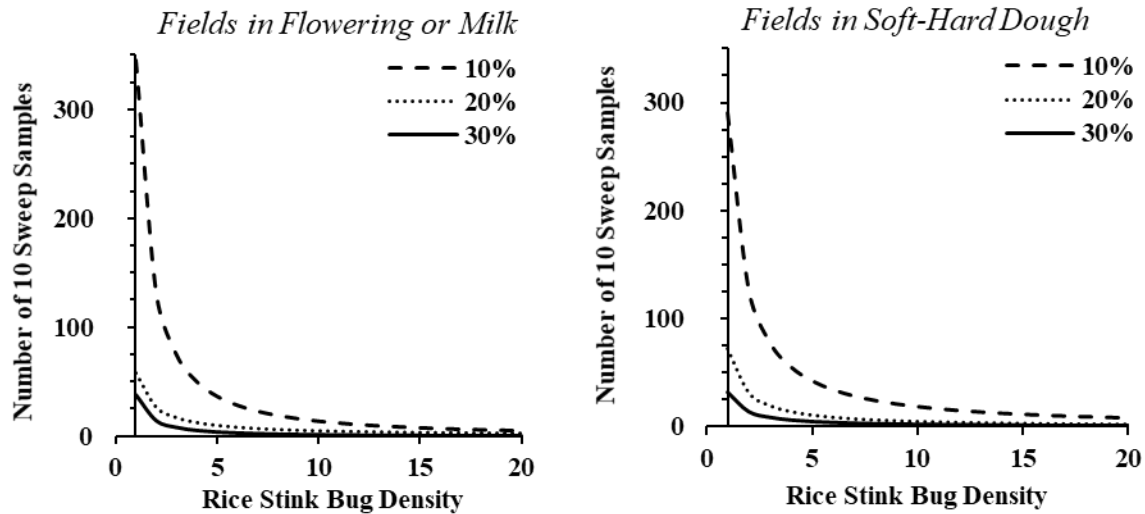 Fields in Flowering or Milk
Number of 10 Sweep Samples
300
200
100
0
10%
20%
30%
0 5 10 15 20
Rice Stink Bug Density
Fields in Soft-Hard Dough
Number of 10 Sweep Samples
300
200
100
0
10%
20%
30%
0 5 10 15 20
Rice Stink Bug Density